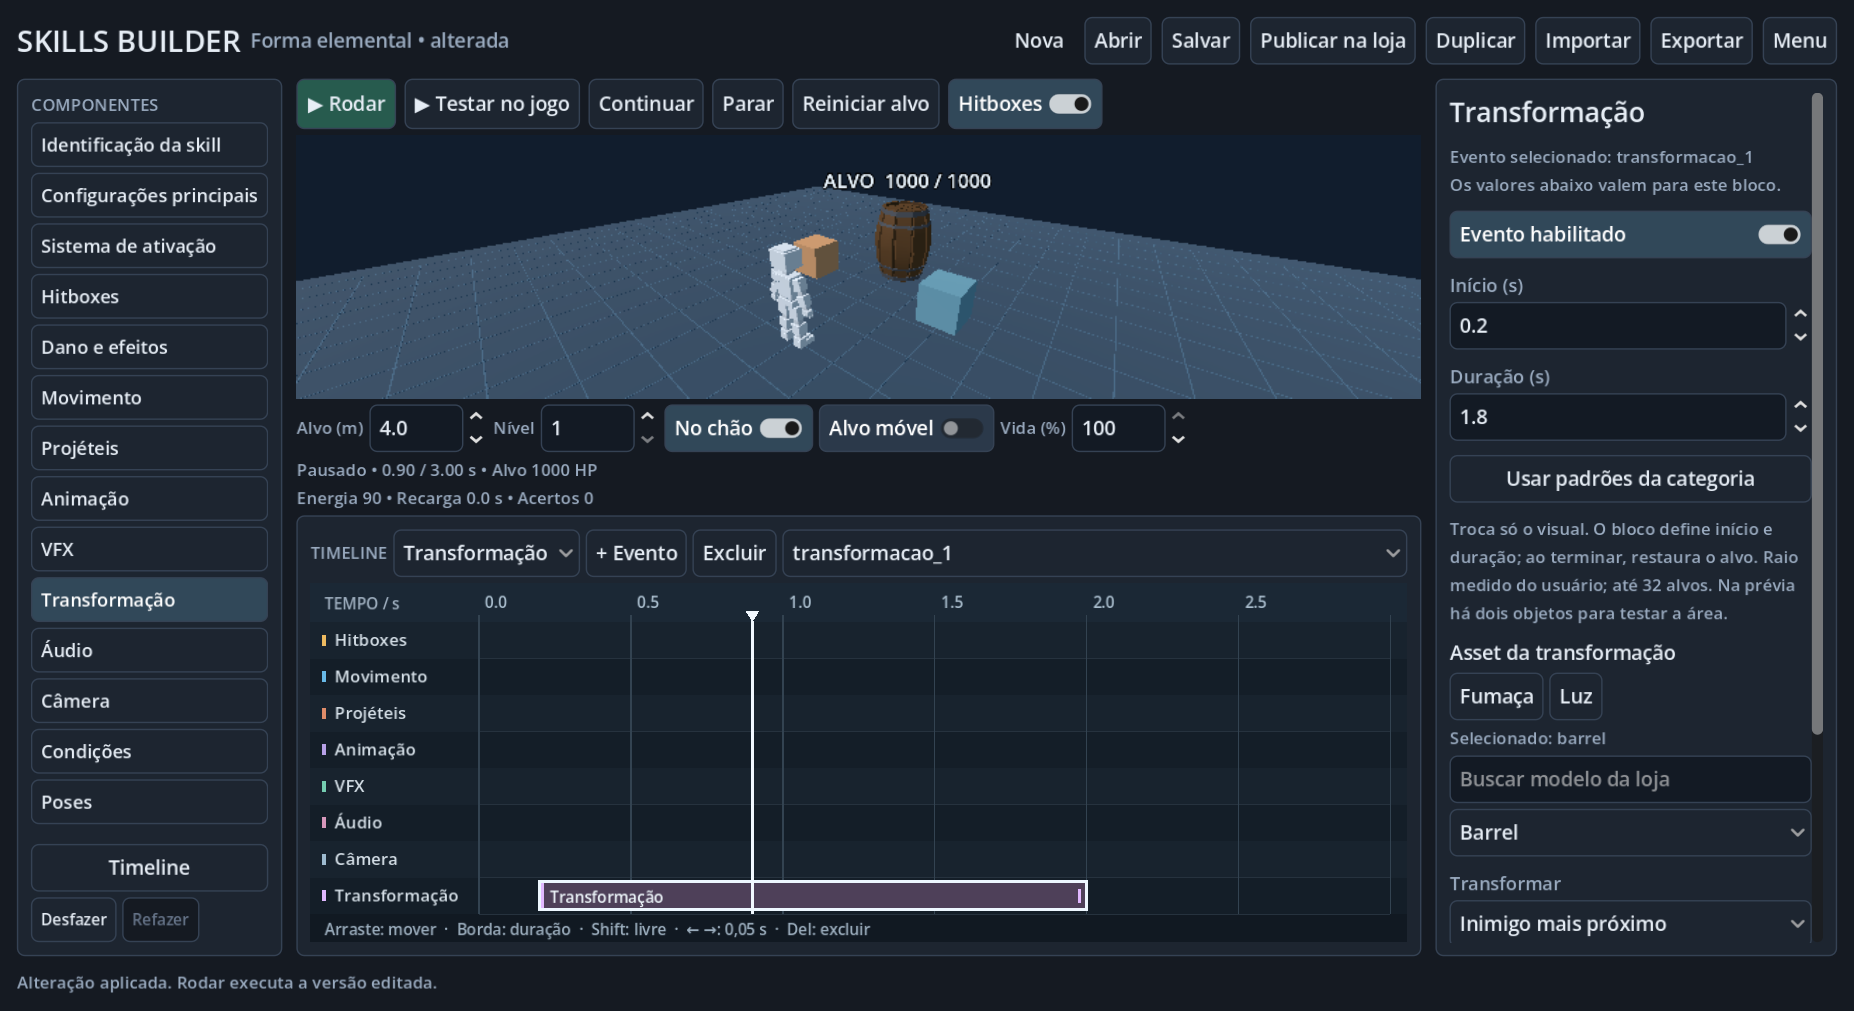 SKILLS BUILDER Forma elemental • alterada
Nova Abrir Salvar Publicar na loja Duplicar Importar Exportar Menu
COMPONENTES
Identificação da skill
Configurações principais
Sistema de ativação
Hitboxes
Dano e efeitos
Movimento
Projéteis
Animação
VFX
Transformação
Áudio
Câmera
Condições
Poses
Timeline
Desfazer Refazer
▶ Rodar ▶ Testar no jogo Continuar Parar Reiniciar alvo Hitboxes
ALVO 1000 / 1000
Alvo (m) 4.0 Nível 1 No chão Alvo móvel Vida (%) 100
Pausado • 0.90 / 3.00 s • Alvo 1000 HP
Energia 90 • Recarga 0.0 s • Acertos 0
TIMELINE Transformação + Evento Excluir transformacao_1
TEMPO / s 0.0 0.5 1.0 1.5 2.0 2.5
Hitboxes
Movimento
Projéteis
Animação
VFX
Áudio
Câmera
Transformação Transformação
Arraste: mover · Borda: duração · Shift: livre · ← →: 0,05 s · Del: excluir
Transformação
Evento selecionado: transformacao_1
Os valores abaixo valem para este bloco.
Evento habilitado
Início (s)
0.2
Duração (s)
1.8
Usar padrões da categoria
Troca só o visual. O bloco define início e
duração; ao terminar, restaura o alvo. Raio
medido do usuário; até 32 alvos. Na prévia
há dois objetos para testar a área.
Asset da transformação
Fumaça Luz
Selecionado: barrel
Buscar modelo da loja
Barrel
Transformar
Inimigo mais próximo
Alteração aplicada. Rodar executa a versão editada.